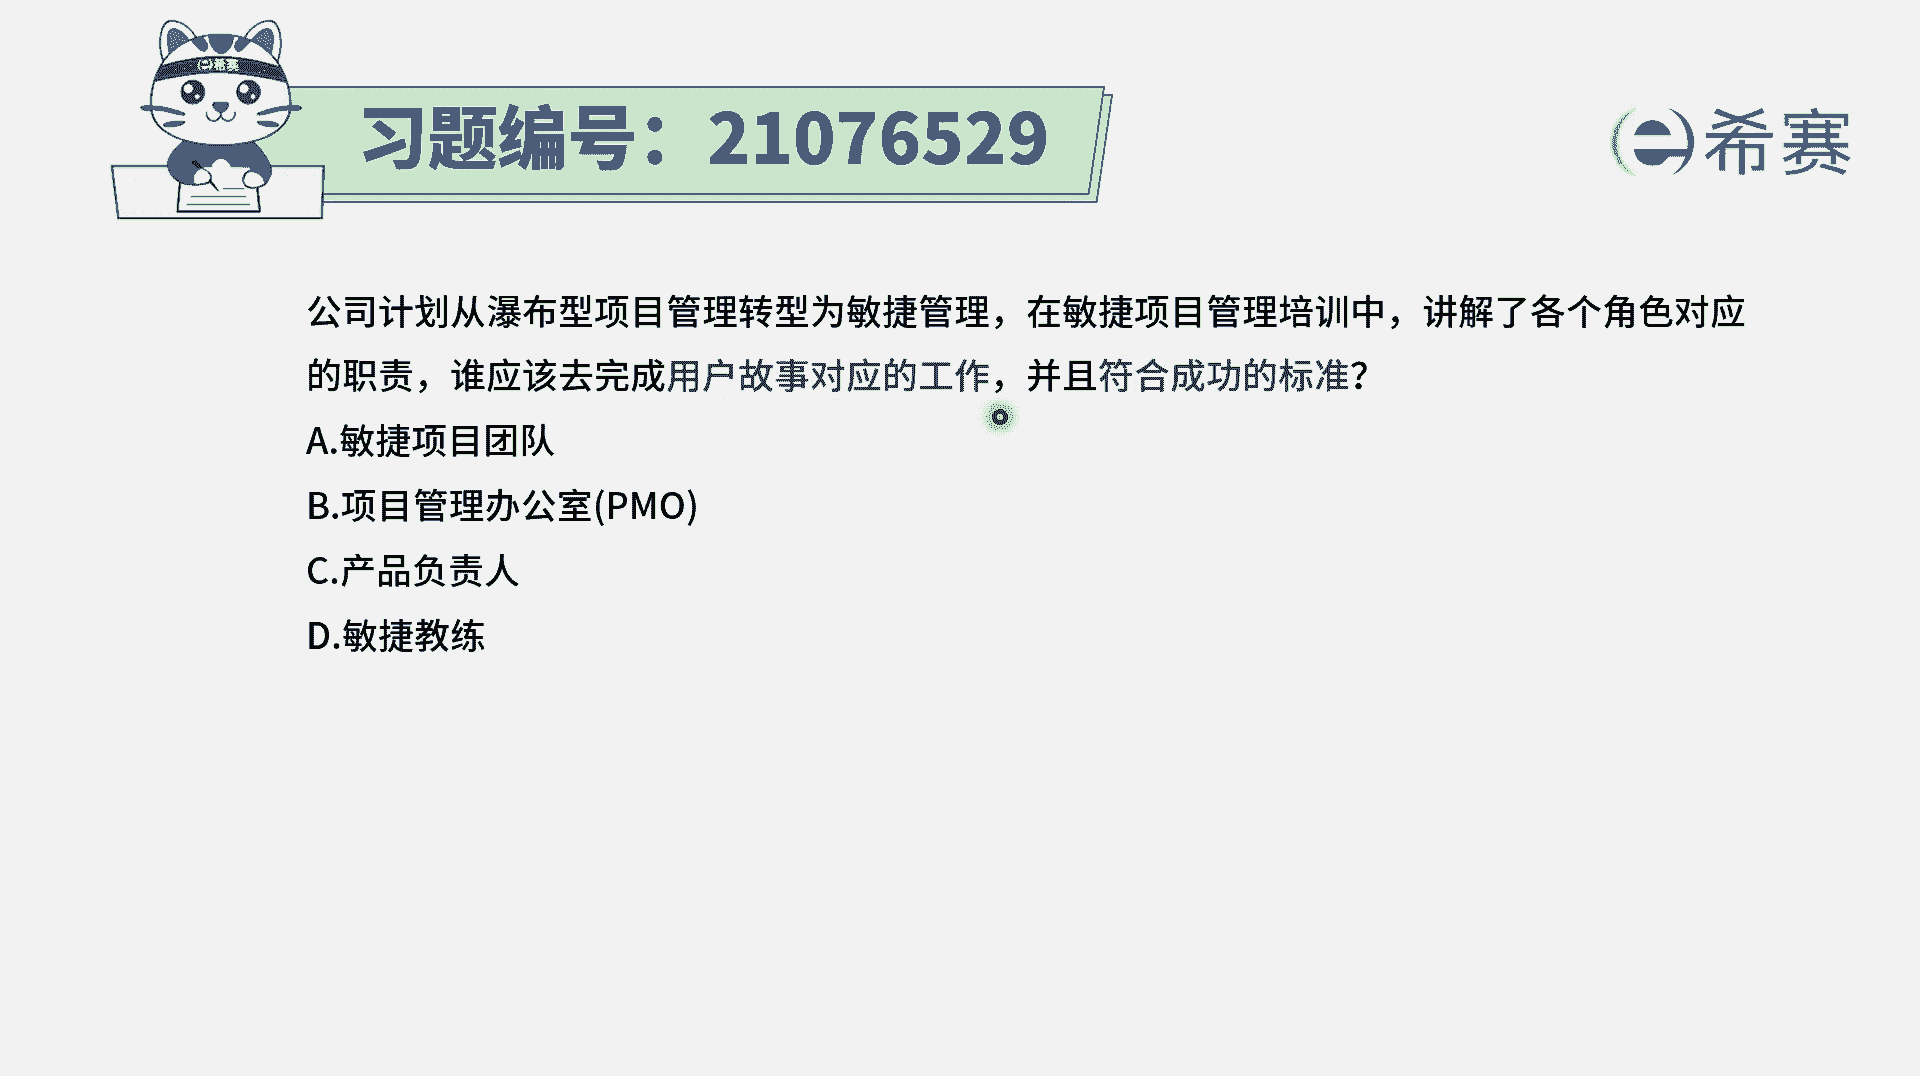 希赛
习题编号：21076529
希赛
公司计划从瀑布型项目管理转型为敏捷管理，在敏捷项目管理培训中，讲解了各个角色对应
的职责，谁应该去完成用户故事对应的工作，并且符合成功的标准？
A.敏捷项目团队
B.项目管理办公室(PMO)
C.产品负责人
D.敏捷教练